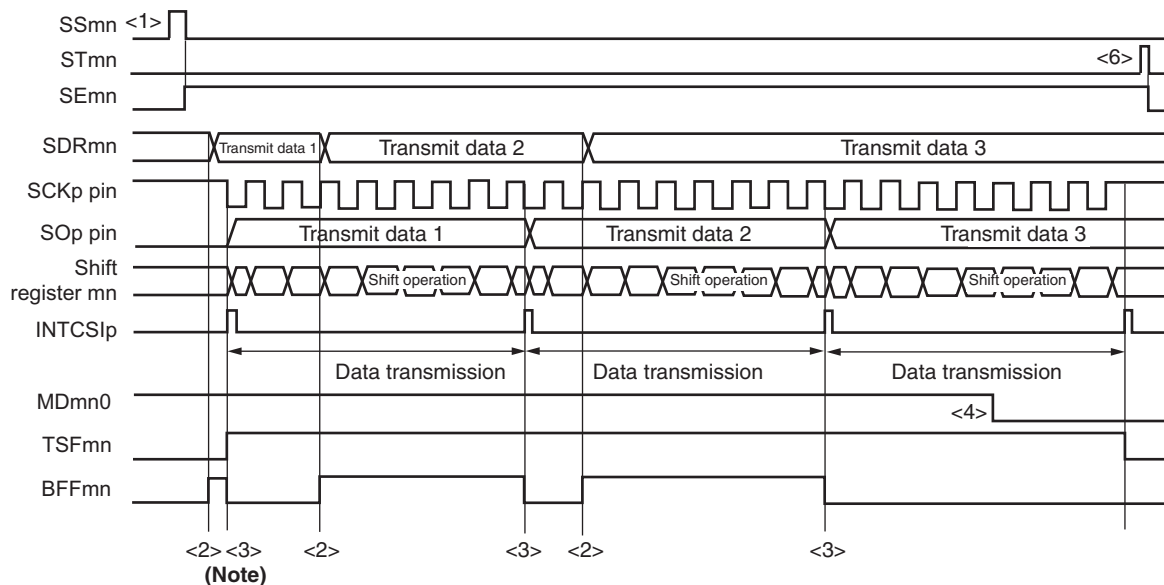 SSmn <1>
STmn <6>
SEmn
SDRmn Transmit data 1 Transmit data 2 Transmit data 3
SCKp pin
SOp pin Transmit data 1 Transmit data 2 Transmit data 3
Shift
register mn Shift operation Shift operation Shift operation
INTCSIp
Data transmission Data transmission Data transmission
MDmn0 <4>
TSFmn
BFFmn
<2> <3> <2> <3> <2> <3>
(Note)